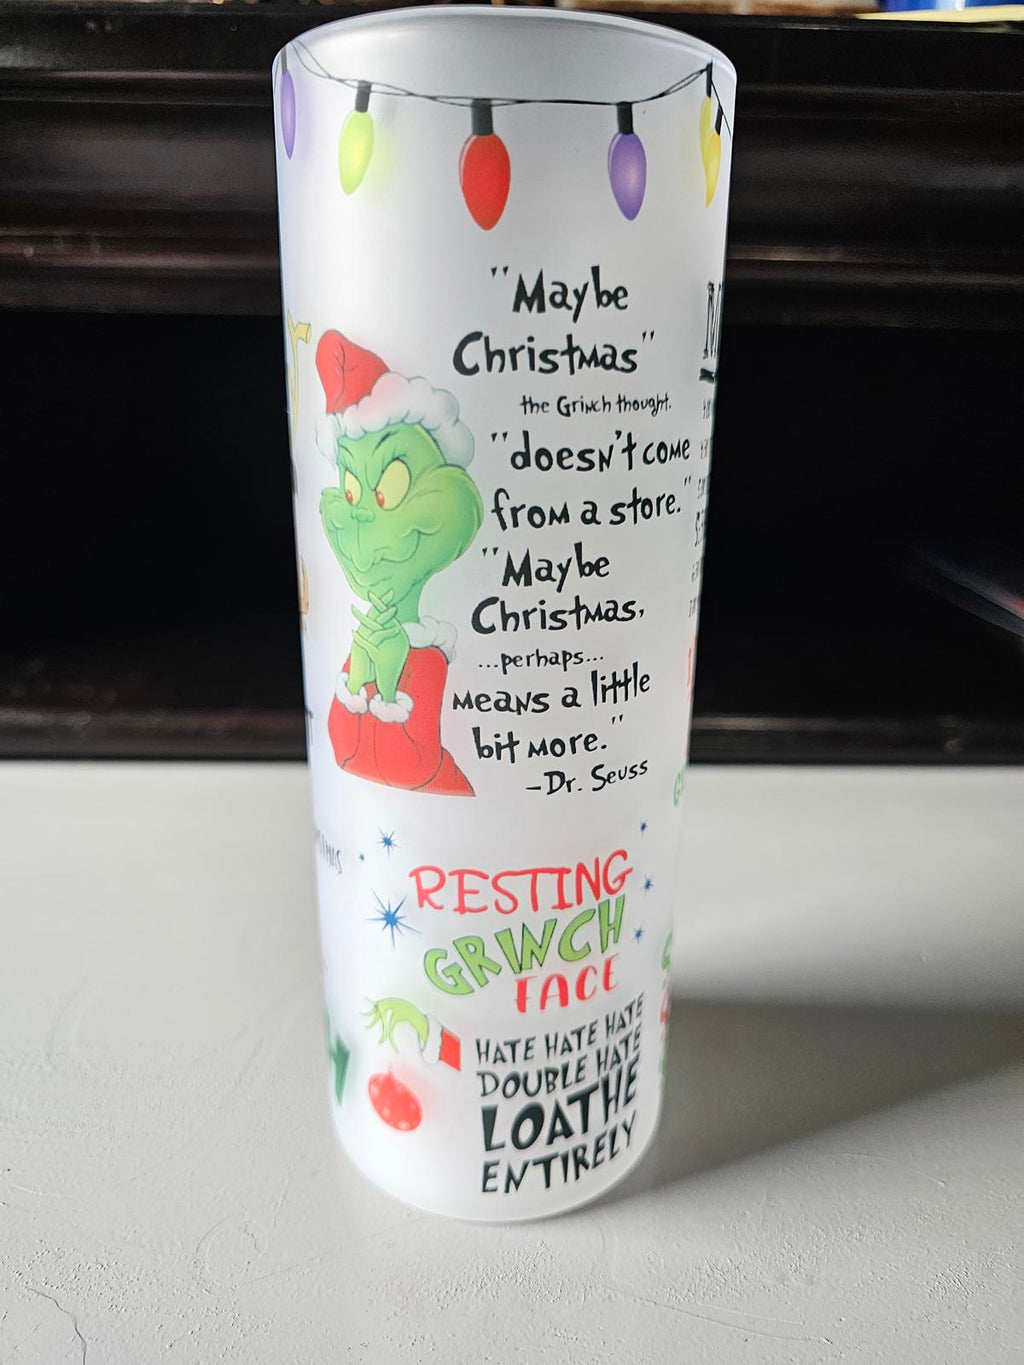 "Maybe
Christmas"
the Grinch thought.
"doesn't come
from a store."
"Maybe
Christmas,
...perhaps...
means a little
bit more."
-Dr. Seuss
RESTING
GRINCH
FACE
HATE HATE HATE
DOUBLE HATE
LOATHE
ENTIRELY